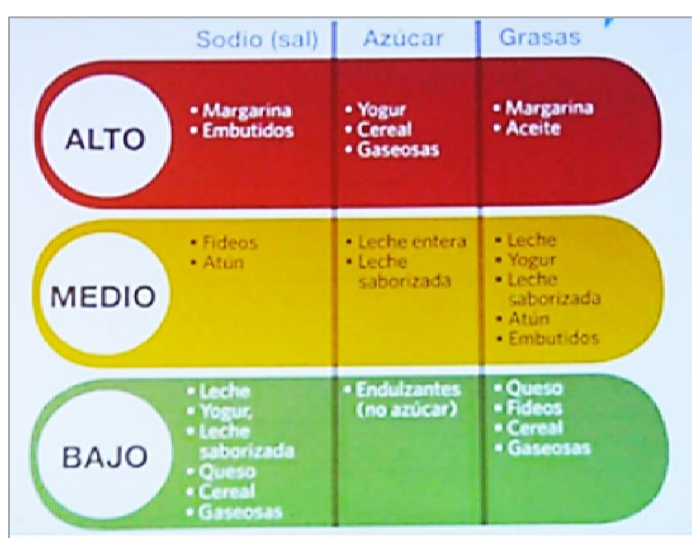 Sodio (sal)
Azúcar
Grasas
ALTO
• Margarina
• Embutidos
• Yogur
• Cereal
• Gaseosas
• Margarina
• Aceite
MEDIO
• Fideos
• Atún
• Leche entera
• Leche
saborizada
• Leche
• Yogur
• Leche
saborizada
• Atún
• Embutidos
BAJO
• Leche
• Yogur,
• Leche
saborizada
• Queso
• Cereal
• Gaseosas
• Endulzantes
(no azúcar)
• Queso
• Fideos
• Cereal
• Gaseosas